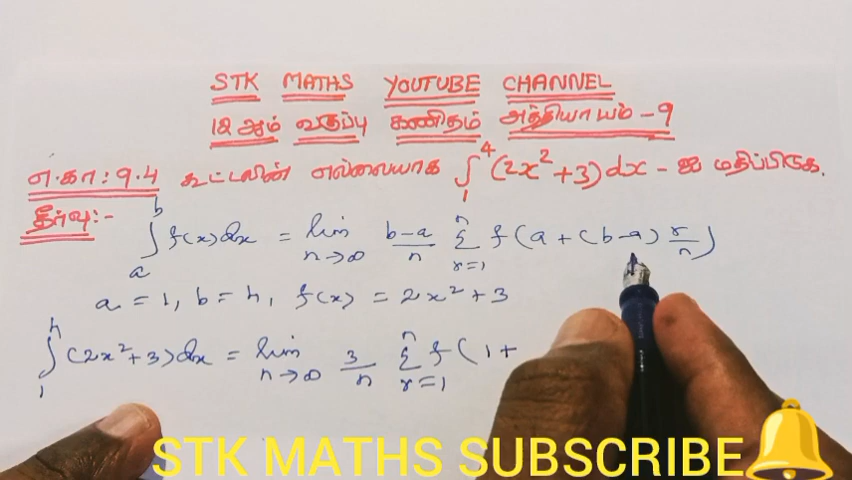 STK MATHS YOUTUBE CHANNEL
12 ஆம் வகுப்பு கணிதம் அத்தியாயம் - 9
எ.கா : 9.4 கூட்டலின் எல்லையாக ∫₁⁴ (2x² + 3) dx - ஐ மதிப்பிடுக.
தீர்வு :-
∫ₐᵇ f(x) dx = lim n→∞ b-a/n Σ r=1 n f(a + (b-a) r/n)
a = 1, b = 4, f(x) = 2x² + 3
∫₁⁴ (2x² + 3) dx = lim n→∞ 3/n Σ r=1 n f(1 +
STK MATHS SUBSCRIBE